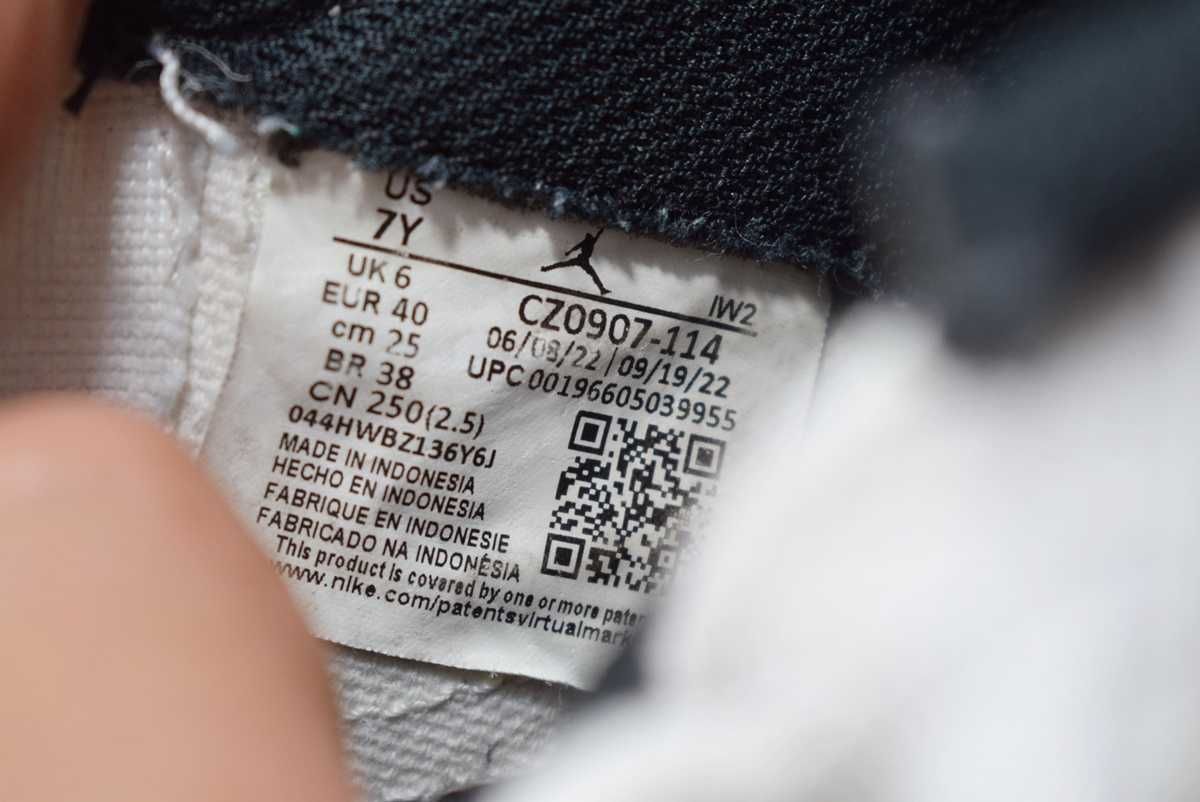 US
7Y
UK 6
EUR 40
cm 25
BR 38
CN 250(2.5)
044HWBZ136Y6J
MADE IN INDONESIA
HECHO EN INDONESIA
FABRIQUE EN INDONESIE
FABRICADO NA INDONÉSIA
This product is covered by one or more
www.nike.com/patentsvirtualmark
IW2
CZ0907-114
06/08/22|09/19/22
UPC 00196605039955